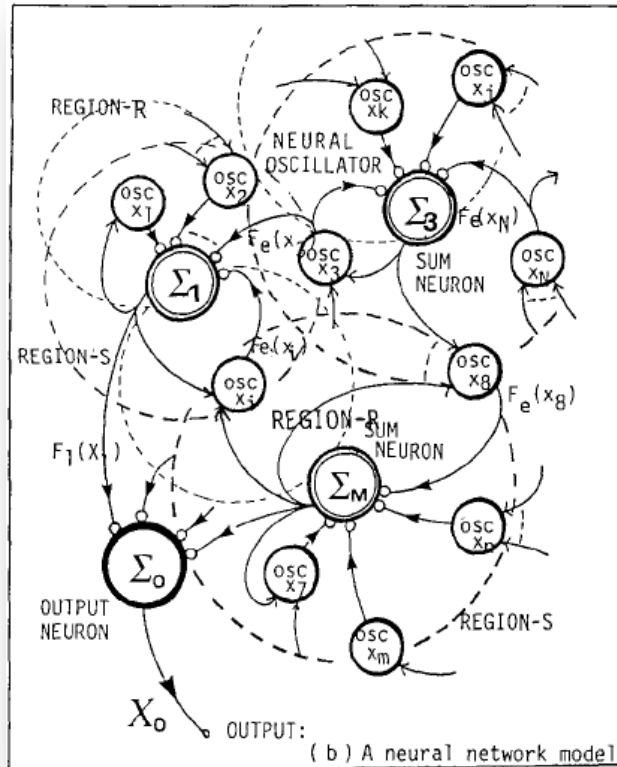 REGION-R
OSC
xk
OSC
xj
NEURAL
OSCILLATOR
OSC
x2
OSC
x1
Σ3
Fe(xN)
Fe(x
OSC
x3
SUM
NEURON
OSC
xN
Σ1
REGION-S
OSC
xi
OSC
x8
Fe(x8)
REGION-R
SUM
NEURON
F1(X
ΣM
Σo
OSC
OSC
x7
OUTPUT
NEURON
OSC
xm
REGION-S
Xo
OUTPUT:
(b) A neural network model